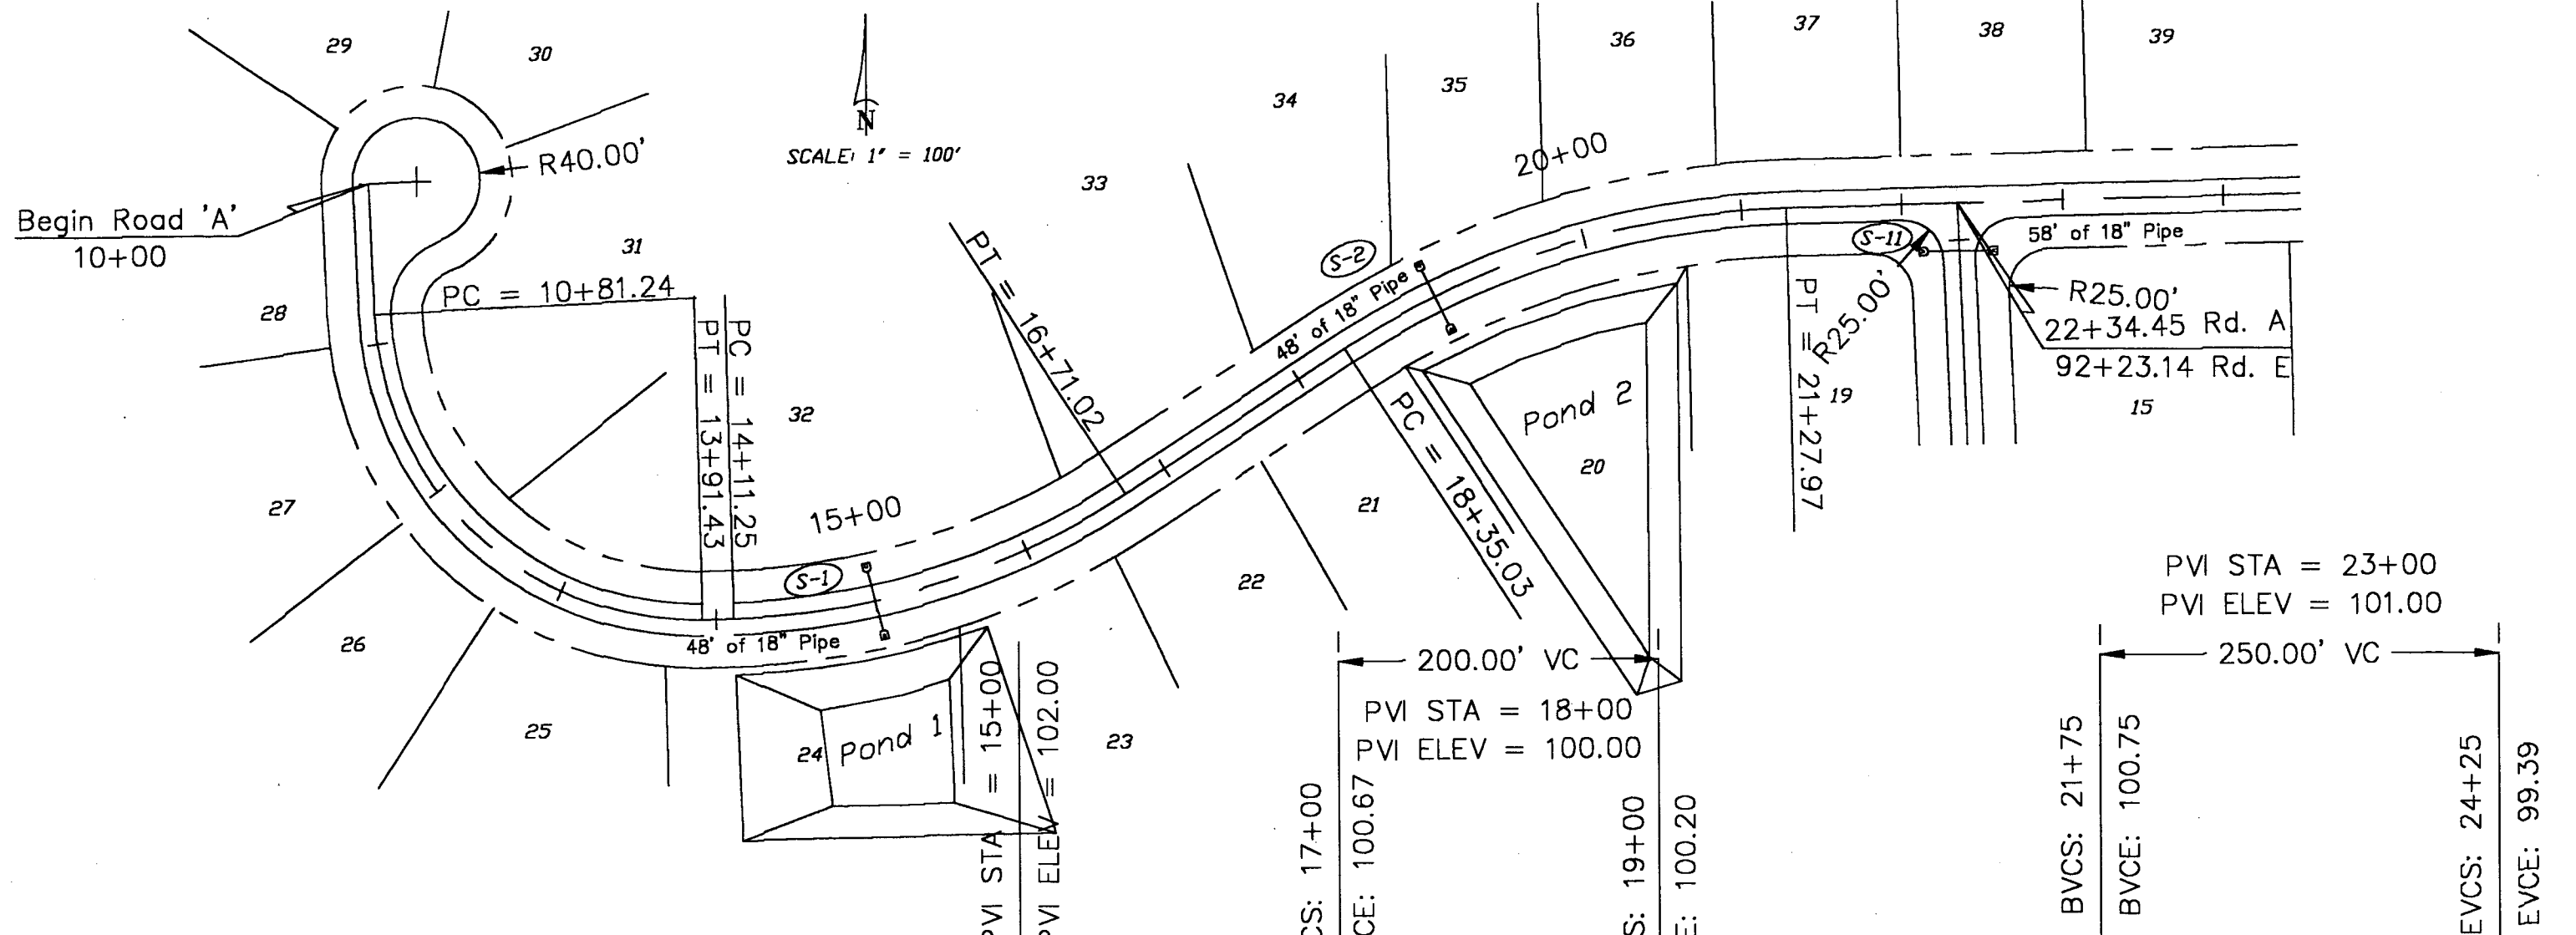 29
30
36
37
38
39
34
35
33
N
SCALE: 1" = 100'
R40.00'
20+00
Begin Road 'A'
10+00
31
PC = 10+81.24
28
PT = 13+91.43
PC = 14+11.25
32
PT = 16+71.02
S-2
48' of 18" Pipe
S-11
58' of 18" Pipe
R25.00'
R25.00'
22+34.45 Rd. A
92+23.14 Rd. E
PT = 21+27.97
19
15
Pond 2
20
PC = 18+35.03
21
27
15+00
S-1
22
48' of 18" Pipe
26
25
24
Pond 1
23
PVI STA = 15+00
PVI ELEV = 102.00
200.00' VC
PVI STA = 18+00
PVI ELEV = 100.00
CS: 17+00
CE: 100.67
S: 19+00
E: 100.20
PVI STA = 23+00
PVI ELEV = 101.00
250.00' VC
BVCS: 21+75
BVCE: 100.75
EVCS: 24+25
EVCE: 99.39